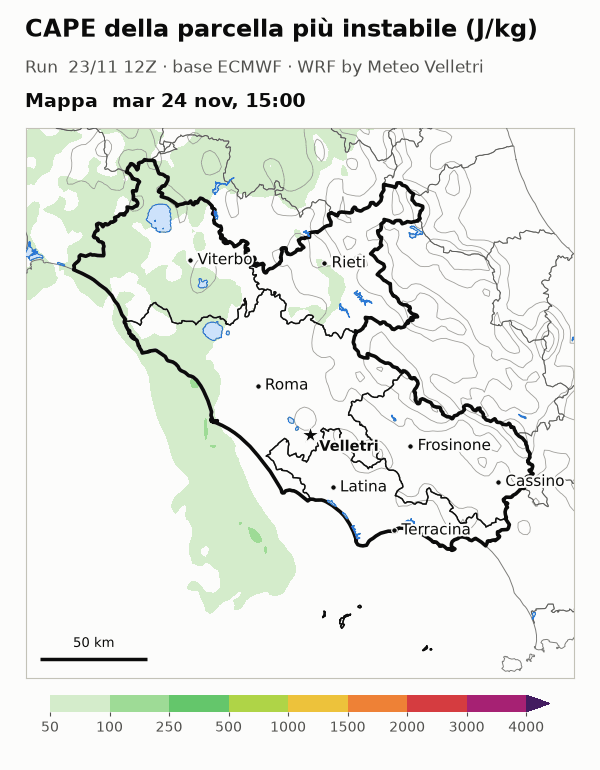 CAPE della parcella più instabile (J/kg)
Run  23/11 12Z · base ECMWF · WRF by Meteo Velletri
Mappa  mar 24 nov, 15:00
Viterbo
Rieti
Roma
Velletri
Frosinone
Latina
Cassino
Terracina
50 km
50 100 250 500 1000 1500 2000 3000 4000